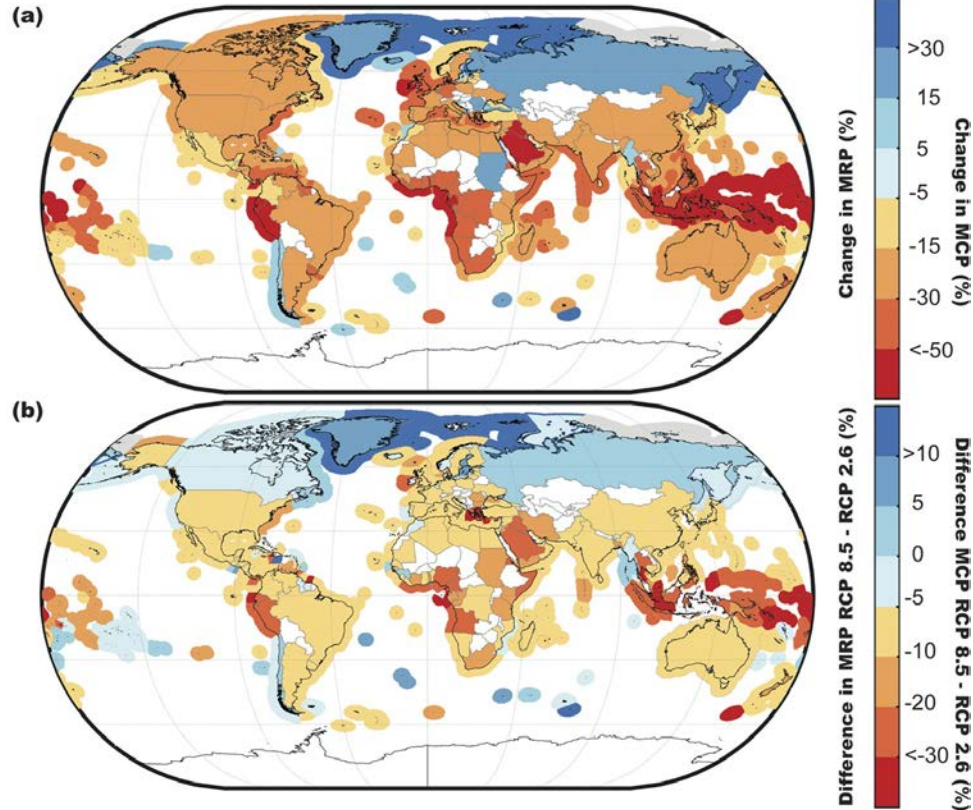 (a)
Change in MRP (%)
>30
15
5
-5
-15
-30
<-50
Change in MCP (%)
(b)
Difference in MRP RCP 8.5 - RCP 2.6 (%)
>10
5
0
-5
-10
-20
<-30
Difference MCP RCP 8.5 - RCP 2.6 (%)